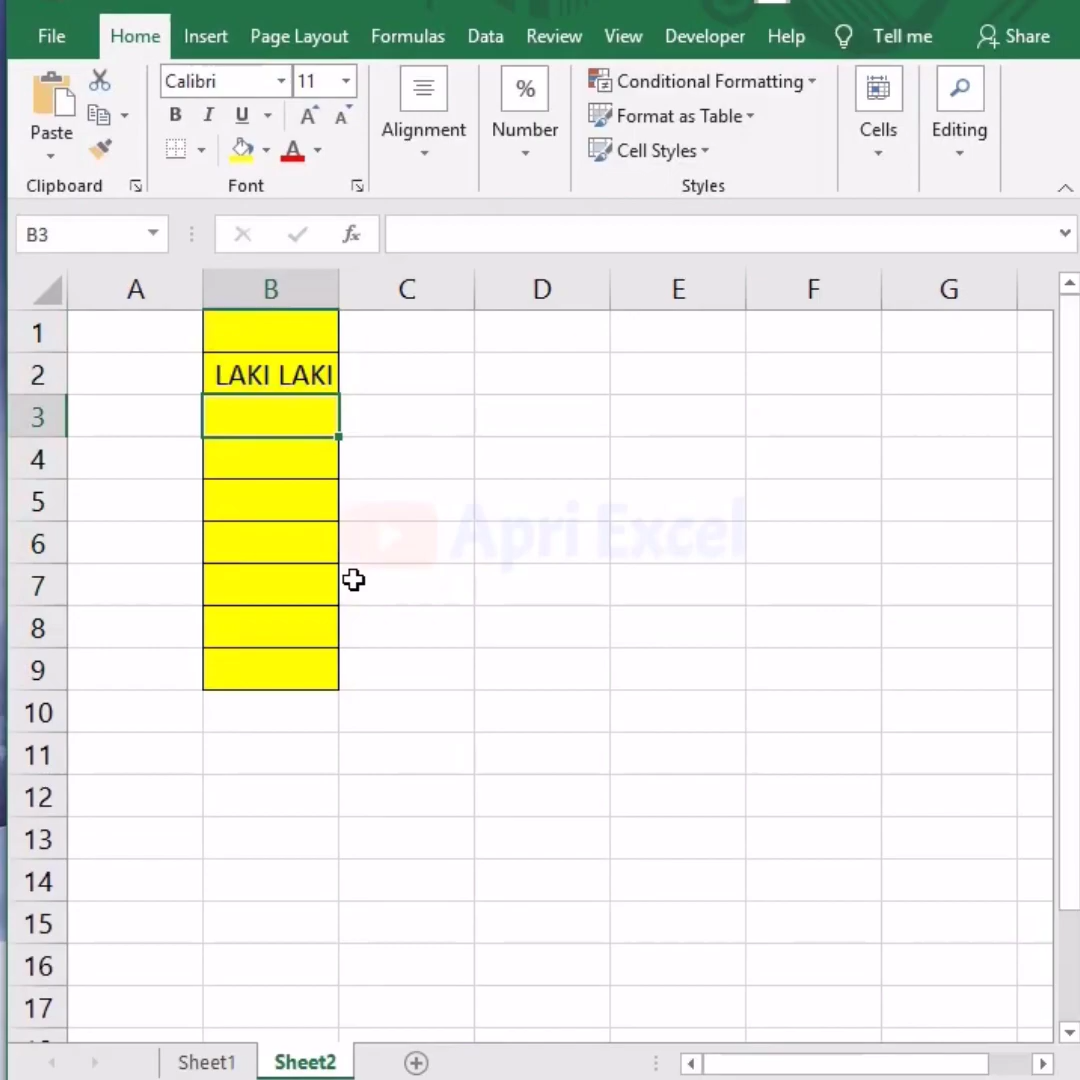 File Home Insert Page Layout Formulas Data Review View Developer Help Tell me Share
Calibri 11 % Conditional Formatting
Paste B I U A A Alignment Number Format as Table Cells Editing
A Cell Styles
Clipboard Font Styles
B3 fx
A B C D E F G
1
2 LAKI LAKI
3
4
5
6 Apri Excel
7
8
9
10
11
12
13
14
15
16
17
Sheet1 Sheet2